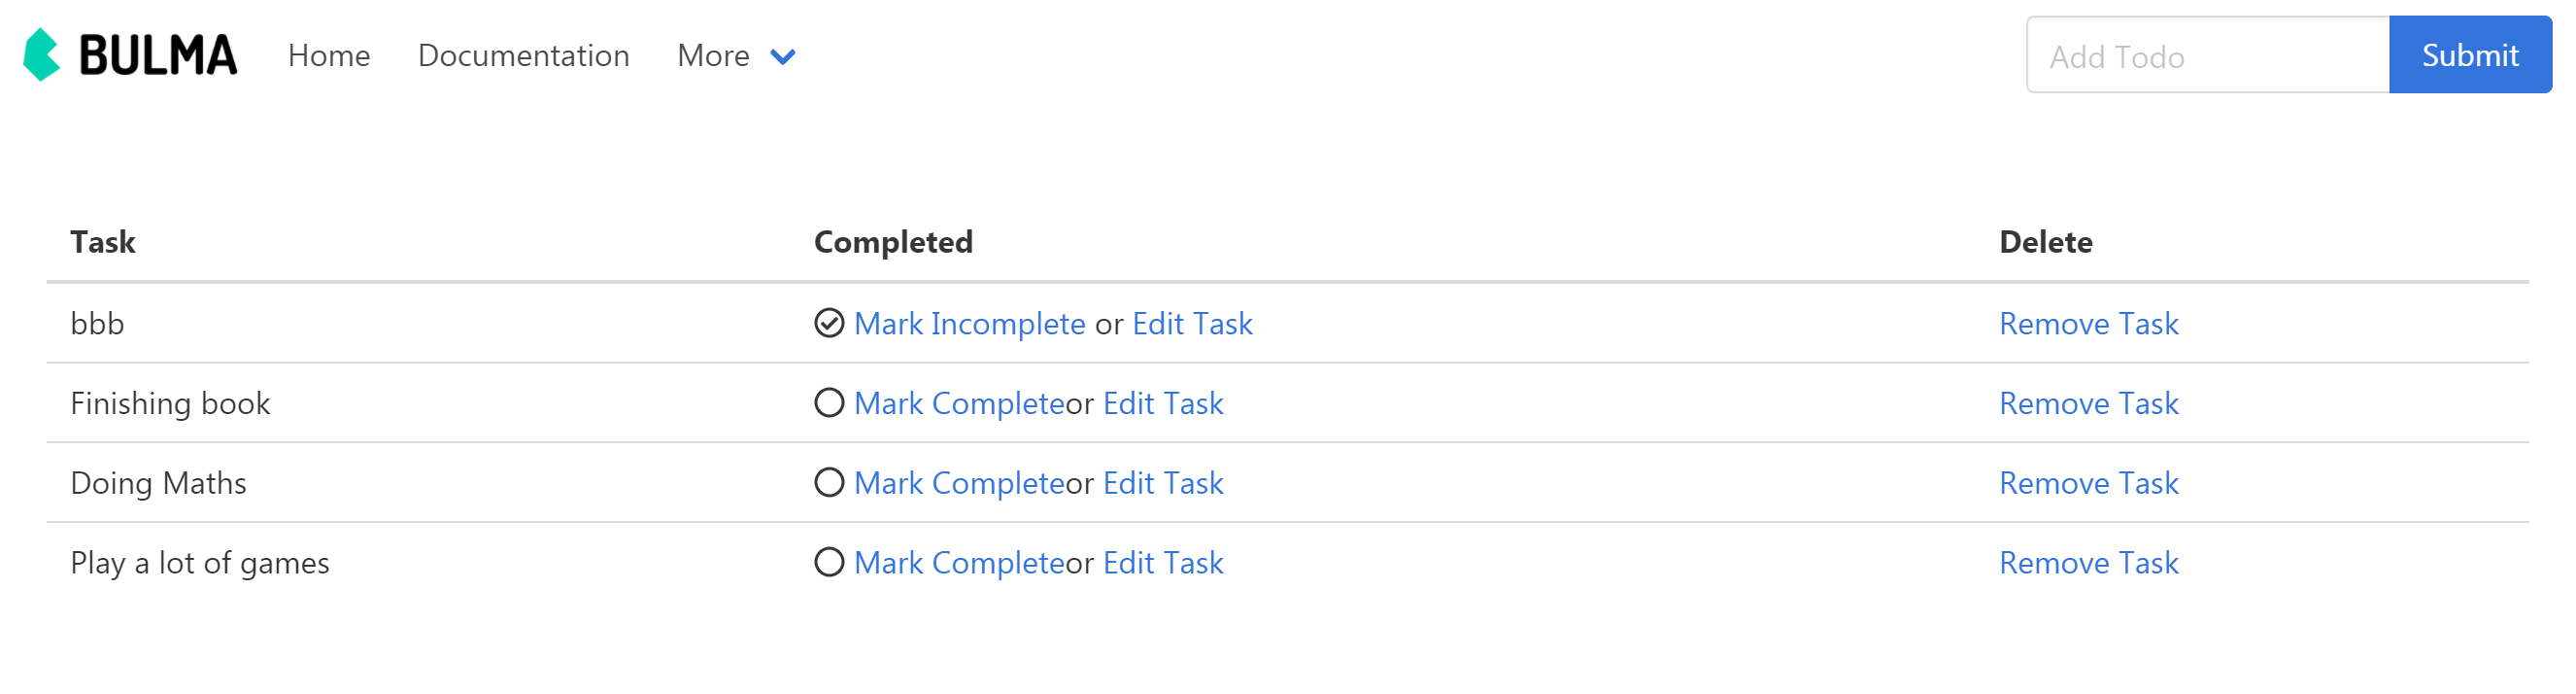 BULMA Home Documentation More Add Todo Submit
Task Completed Delete
bbb Mark Incomplete or Edit Task Remove Task
Finishing book Mark Completeor Edit Task Remove Task
Doing Maths Mark Completeor Edit Task Remove Task
Play a lot of games Mark Completeor Edit Task Remove Task